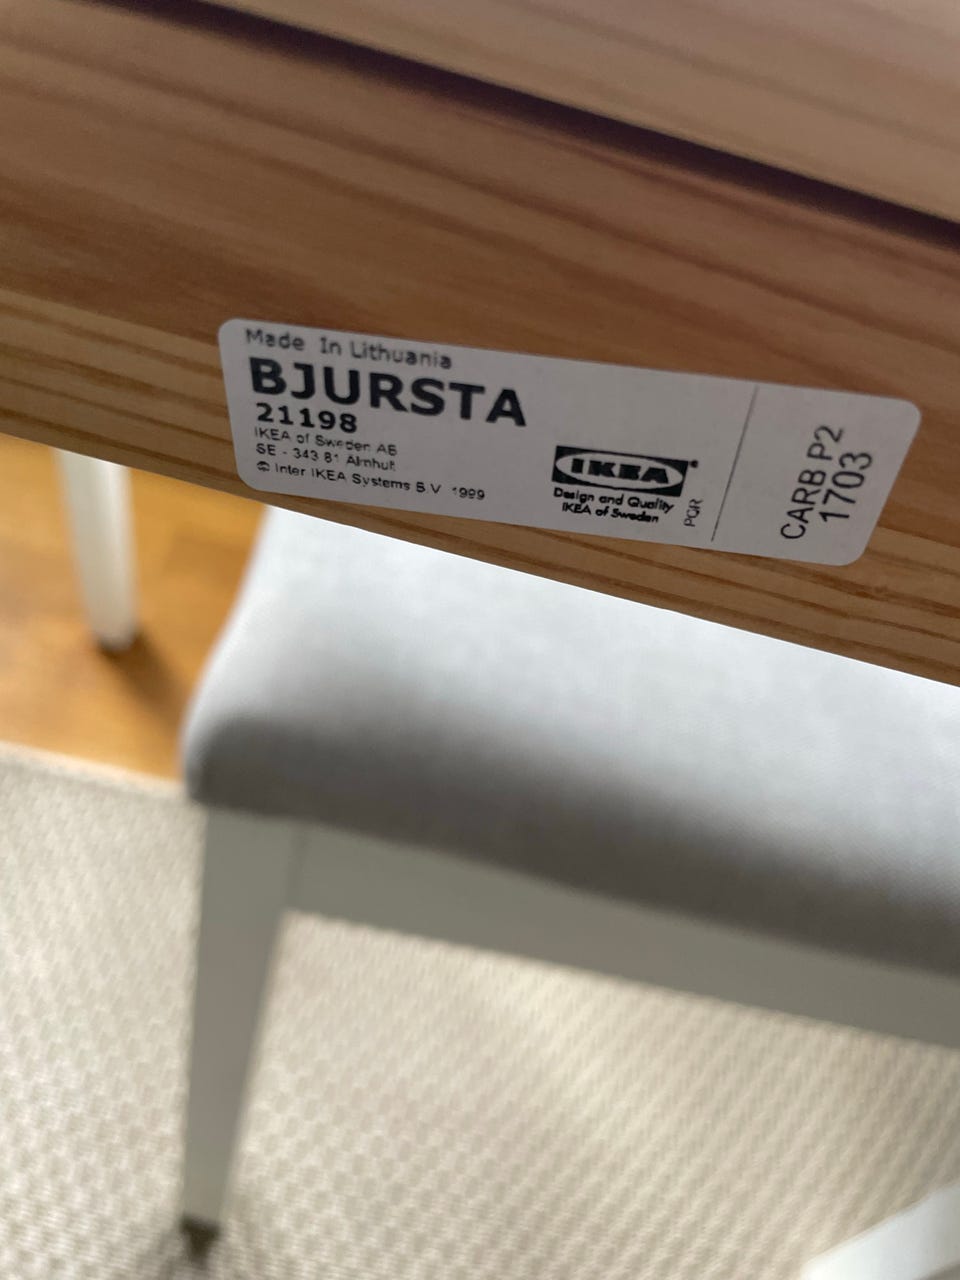 Made In Lithuania
BJURSTA
21198
IKEA of Sweden AB
SE - 343 81 Älmhult
© Inter IKEA Systems B.V. 1999
IKEA®
Design and Quality
IKEA of Sweden
PQR
CARB P2
1703